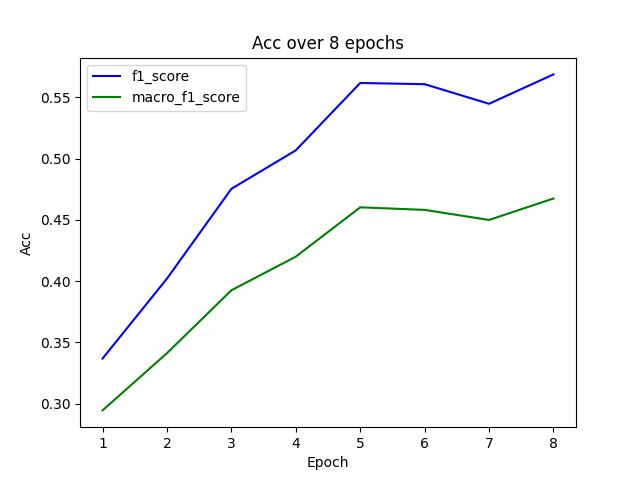 Acc over 8 epochs
f1_score
macro_f1_score
0.55
0.50
0.45
0.40
0.35
0.30
Acc
1 2 3 4 5 6 7 8
Epoch